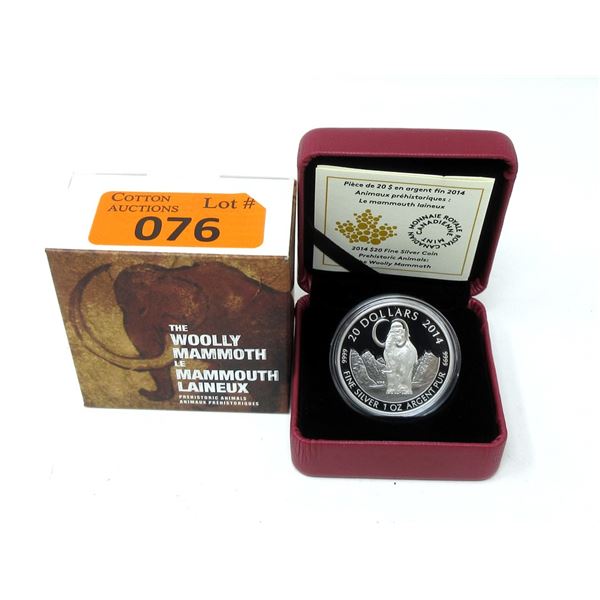 COTTON AUCTIONS Lot #
076
THE
WOOLLY
MAMMOTH
LE
MAMMOUTH
LAINEUX
PREHISTORIC ANIMALS
ANIMAUX PRÉHISTORIQUES
Pièce de 20 $ en argent fin 2014
Animaux préhistoriques :
Le mammouth laineux
MONNAIE ROYALE CANADIENNE
ROYAL CANADIAN MINT
2014 $20 Fine Silver Coin
Prehistoric Animals:
The Woolly Mammoth
20 DOLLARS 2014
9999 FINE SILVER 1 OZ ARGENT PUR 9999